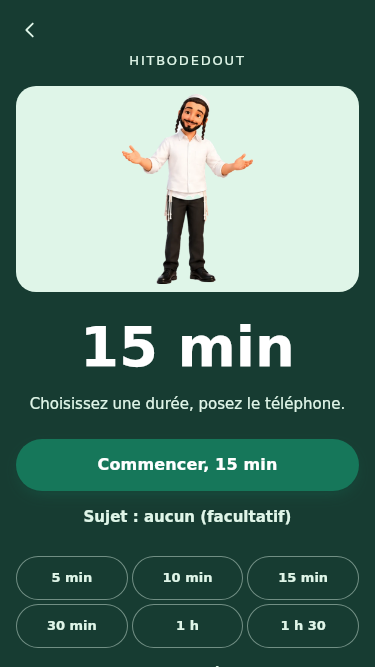 HITBODEDOUT
15 min
Choisissez une durée, posez le téléphone.
Commencer, 15 min
Sujet : aucun (facultatif)
5 min
10 min
15 min
30 min
1 h
1 h 30